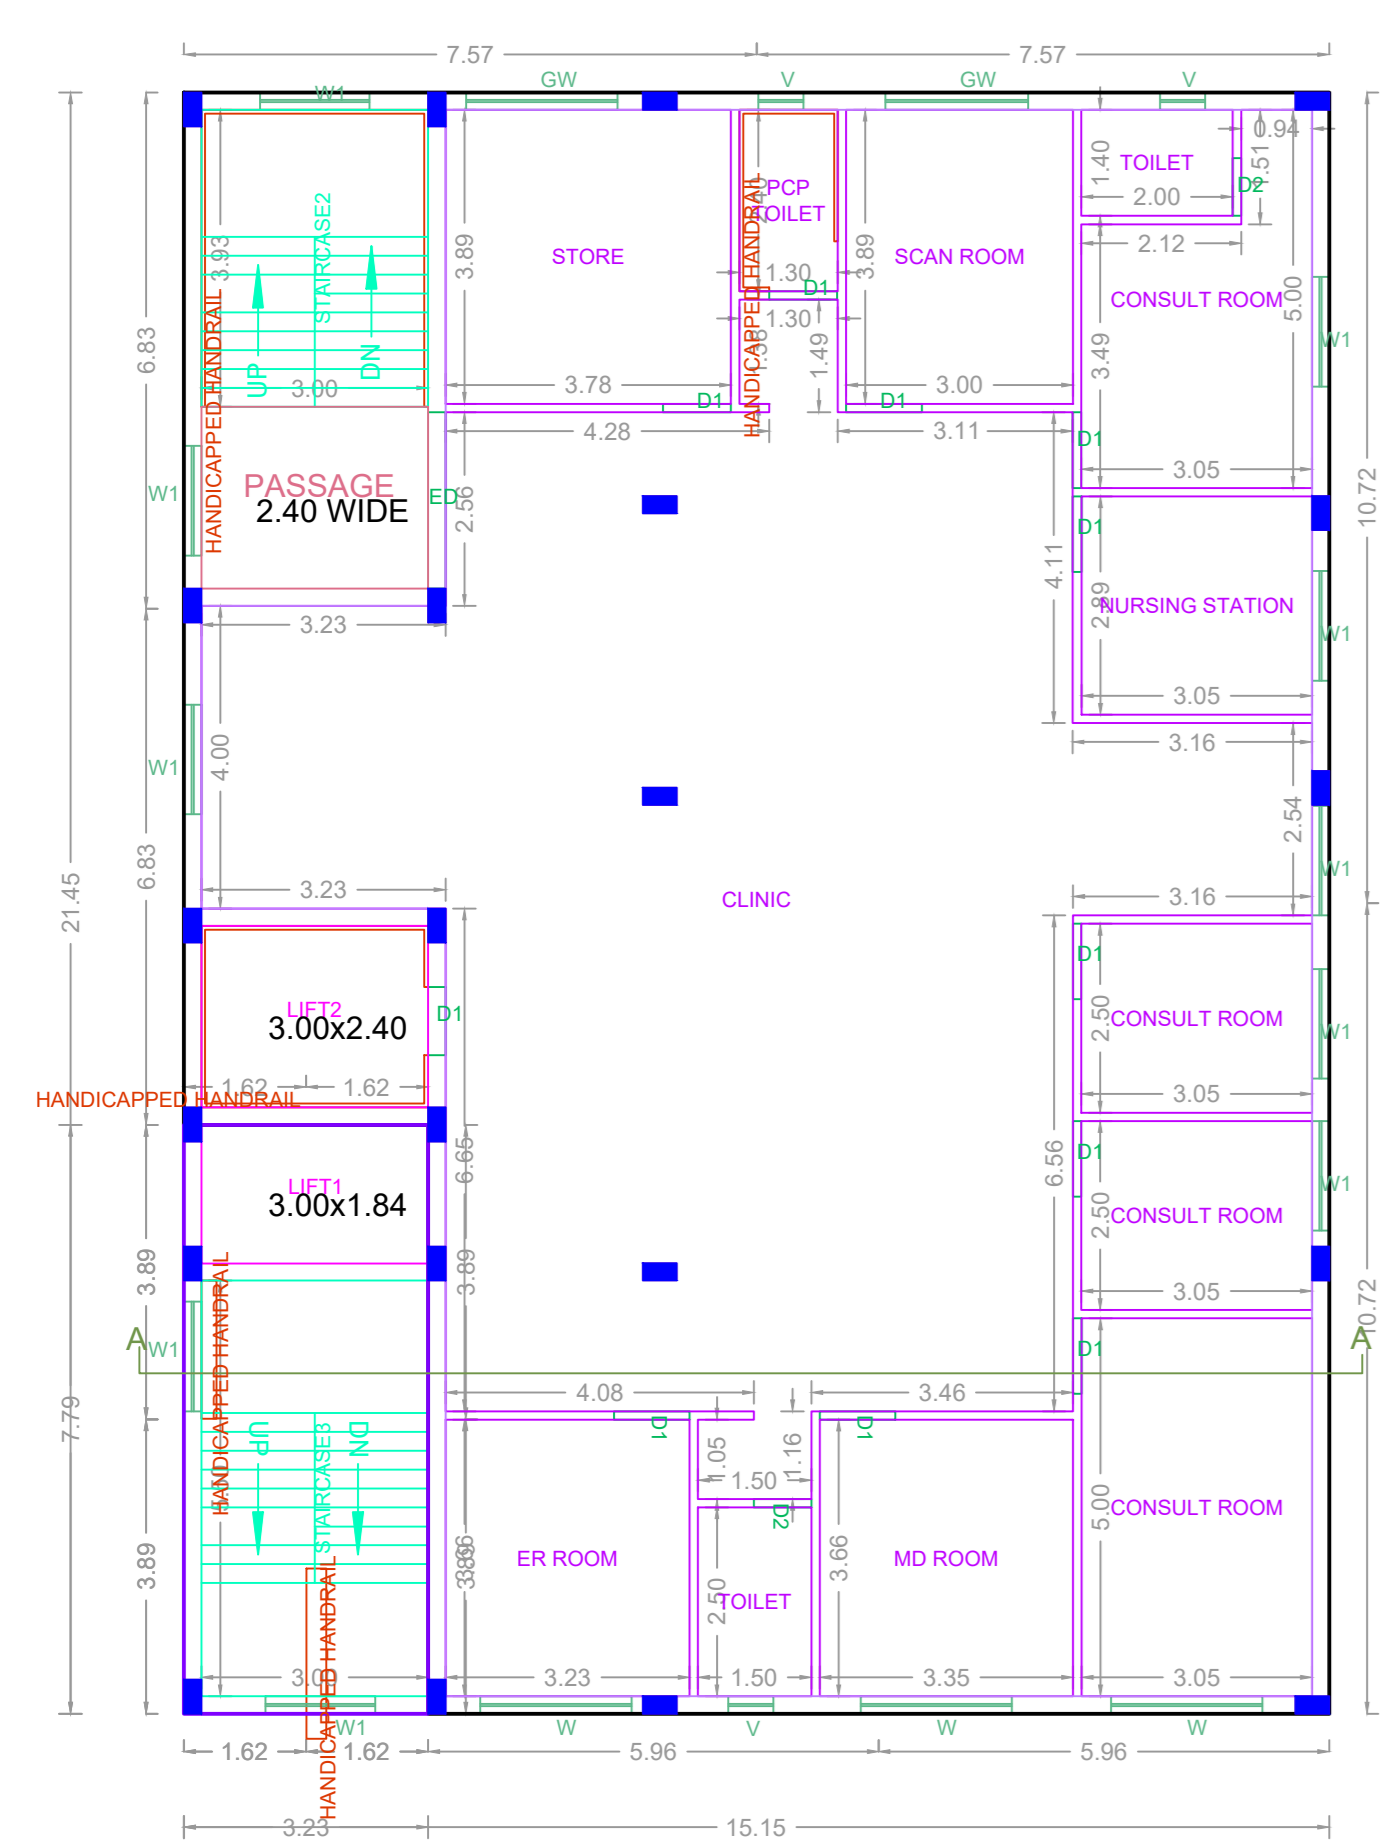 7.57
7.57
W1
GW
V
GW
V
0.94
1.40
1.51
TOILET
D2
2.00
2.12
PCP
TOILET
STORE
SCAN ROOM
3.93
STAIRCASE2
3.89
3.89
1.30
D1
1.30
CONSULT ROOM
5.00
W1
HANDICAPPED HANDRAIL
HANDICAPPED HANDRAIL
6.83
UP
DN
3.00
1.49
3.49
3.78
D1
D1
3.00
4.28
3.11
D1
3.05
PASSAGE
2.40 WIDE
W1
ED
2.56
10.72
D1
4.11
2.89
NURSING STATION
W1
3.23
3.05
3.16
4.00
W1
6.83
2.54
21.45
W1
3.23
CLINIC
3.16
D1
LIFT2
3.00x2.40
D1
2.50
CONSULT ROOM
W1
1.62
1.62
HANDICAPPED HANDRAIL
3.05
6.65
6.56
D1
LIFT1
3.00x1.84
W1
2.50
CONSULT ROOM
3.89
3.89
HANDICAPPED HANDRAIL
3.05
10.72
A
W1
D1
A
7.79
4.08
3.46
UP
DN
STAIRCASE3
D1
D1
1.05
1.16
1.50
D2
5.00
CONSULT ROOM
3.89
ER ROOM
3.66
MD ROOM
2.50
TOILET
HANDICAPPED HANDRAIL
3.00
3.23
1.50
3.35
3.05
W1
W
V
W
W
1.62
1.62
5.96
5.96
3.23
15.15